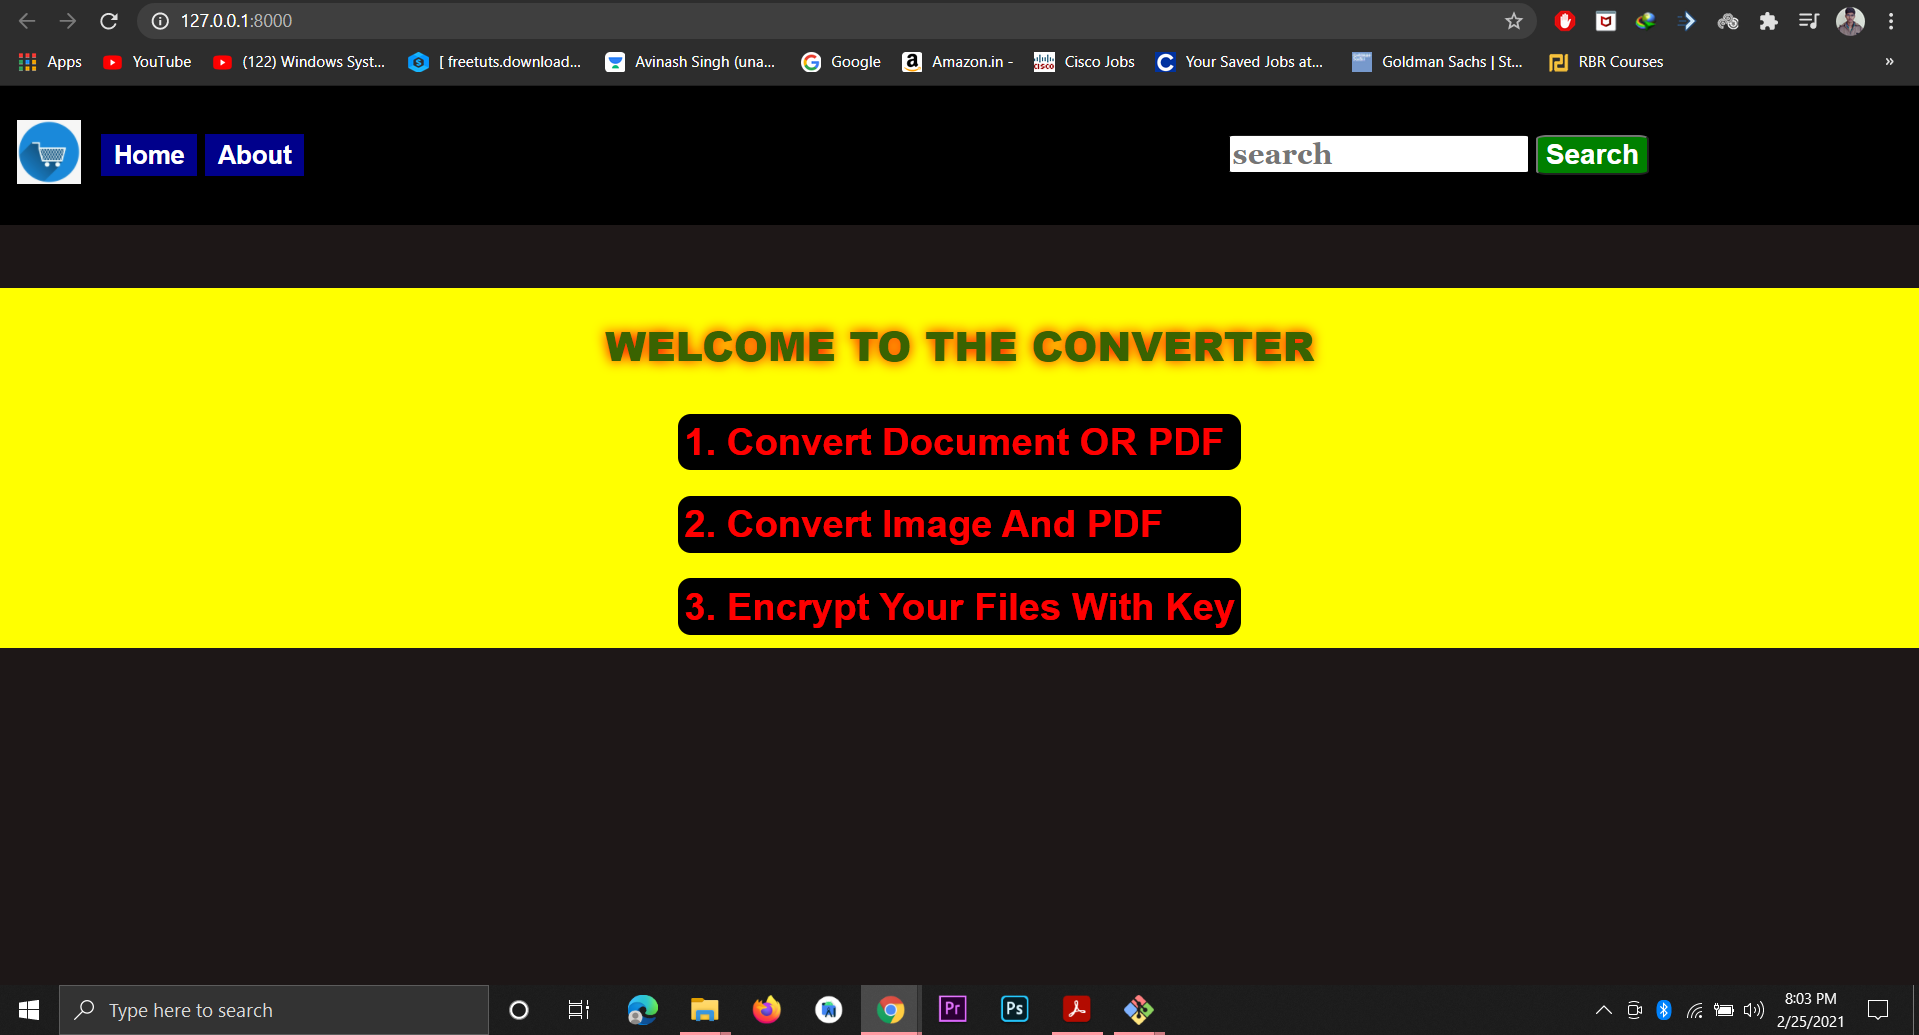 127.0.0.1:8000
Apps YouTube (122) Windows Syst... [ freetuts.download... Avinash Singh (una... Google Amazon.in - Cisco Jobs Your Saved Jobs at... Goldman Sachs | St... RBR Courses »
Home About search Search
WELCOME TO THE CONVERTER
1. Convert Document OR PDF
2. Convert Image And PDF
3. Encrypt Your Files With Key
Type here to search
Pr Ps
8:03 PM
2/25/2021